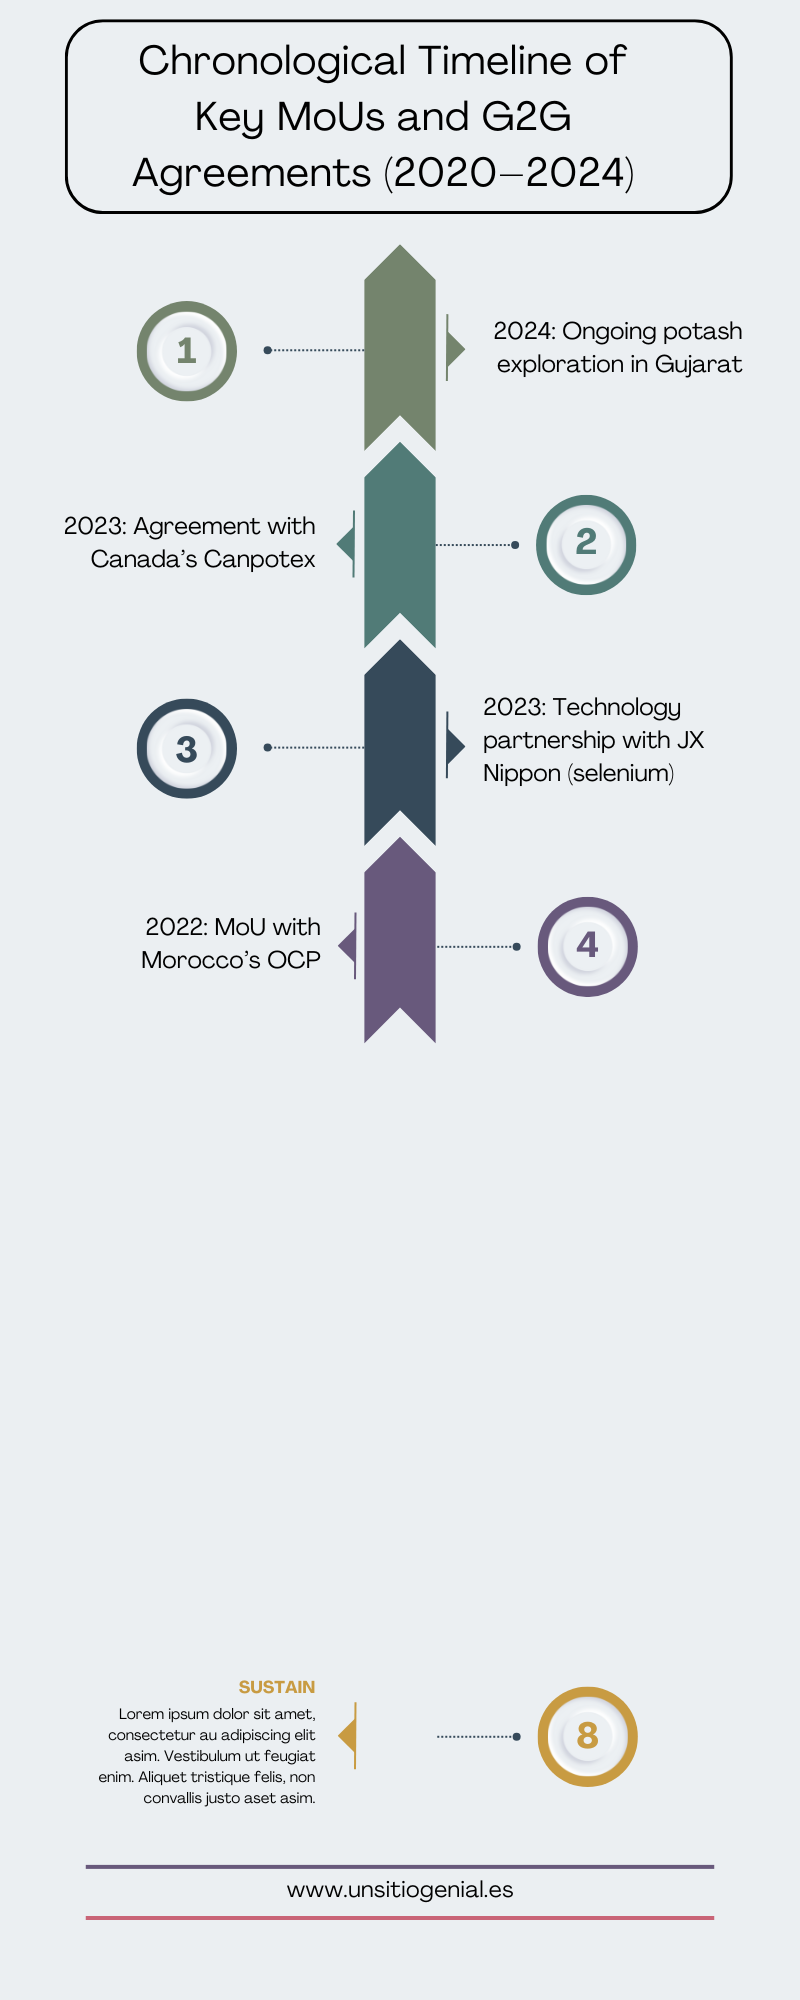 Chronological Timeline of
Key MoUs and G2G
Agreements (2020–2024)
1
2024: Ongoing potash
exploration in Gujarat
2023: Agreement with
Canada’s Canpotex
2
3
2023: Technology
partnership with JX
Nippon (selenium)
2022: MoU with
Morocco’s OCP
4
SUSTAIN
Lorem ipsum dolor sit amet,
consectetur au adipiscing elit
asim. Vestibulum ut feugiat
enim. Aliquet tristique felis, non
convallis justo aset asim.
8
www.unsitiogenial.es